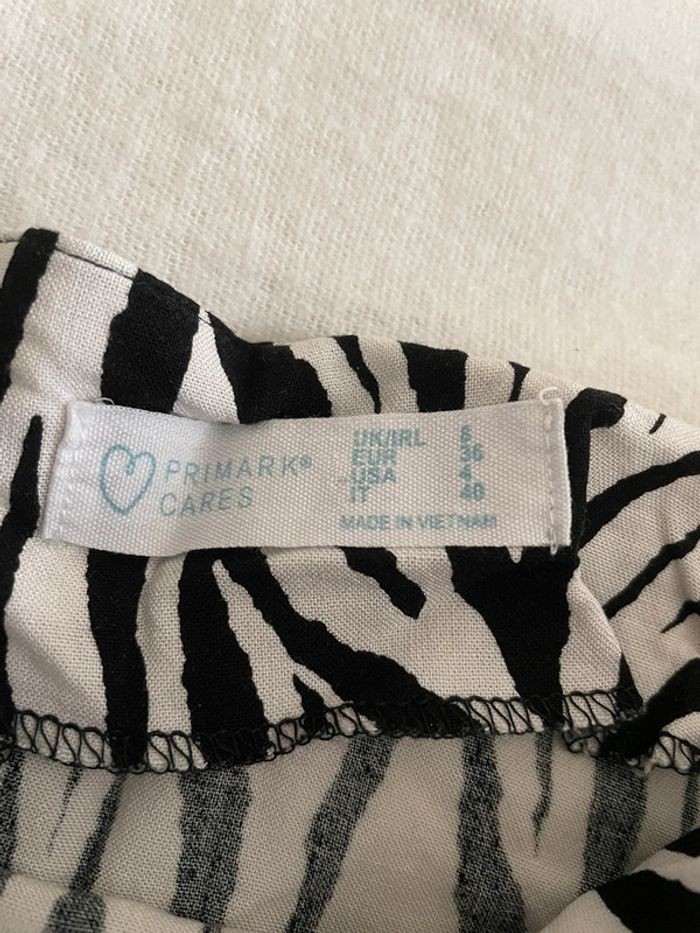 PRIMARK®
CARES
UK/IRL 8
EUR 36
USA 4
IT 40
MADE IN VIETNAM